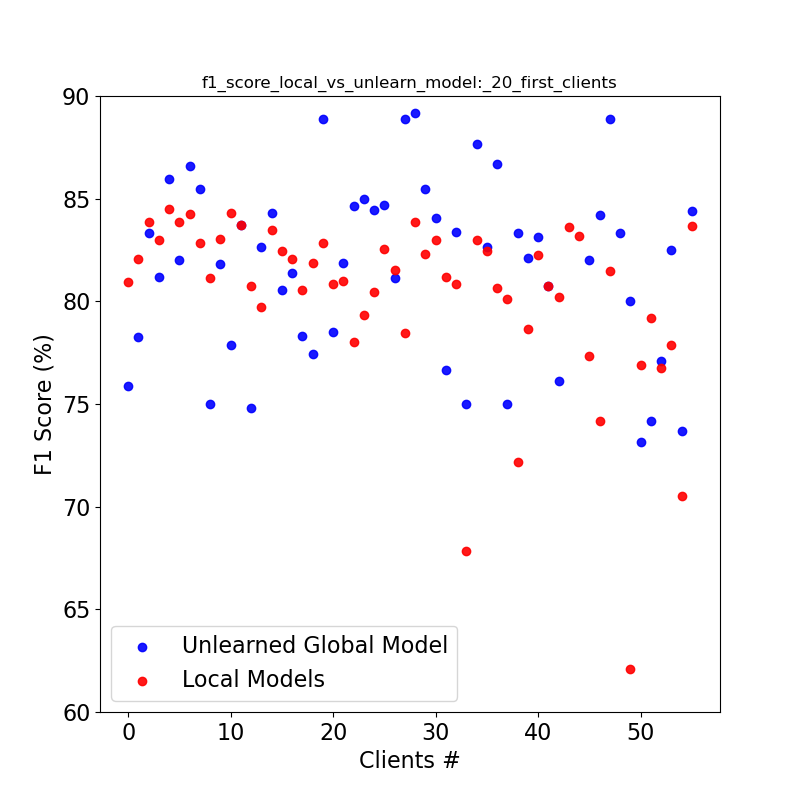 f1_score_local_vs_unlearn_model:_20_first_clients
90
85
80
75
70
65
60
F1 Score (%)
Unlearned Global Model
Local Models
0 10 20 30 40 50
Clients #